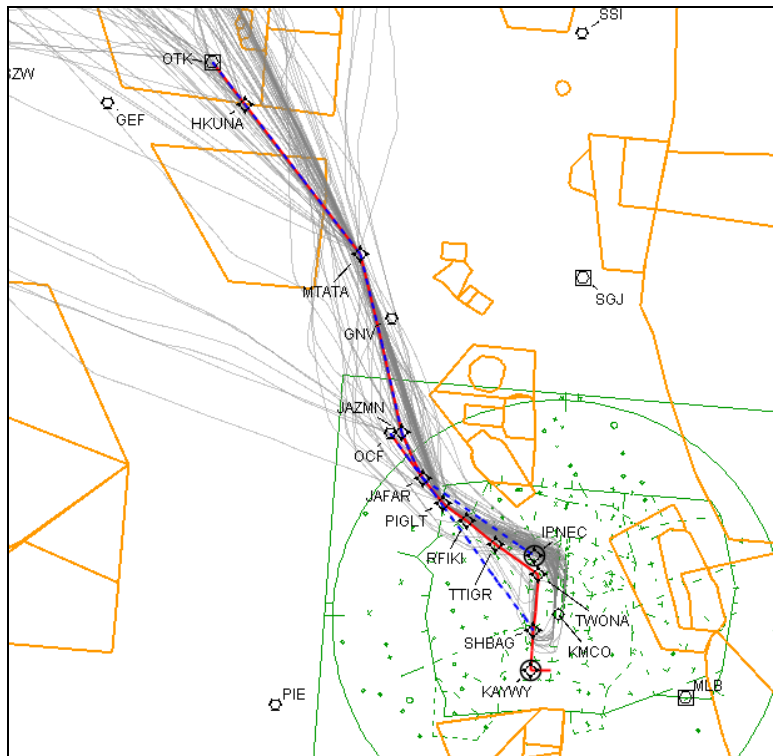 SSI
OTK
ZW
GEF
HKUNA
MTATA
SGJ
GNV
JAZMN
OCF
JAFAR
PIGLT
IPNEC
RFIKI
TTIGR
TWONA
SHBAG
KMCO
KAYWY
PIE
MLB